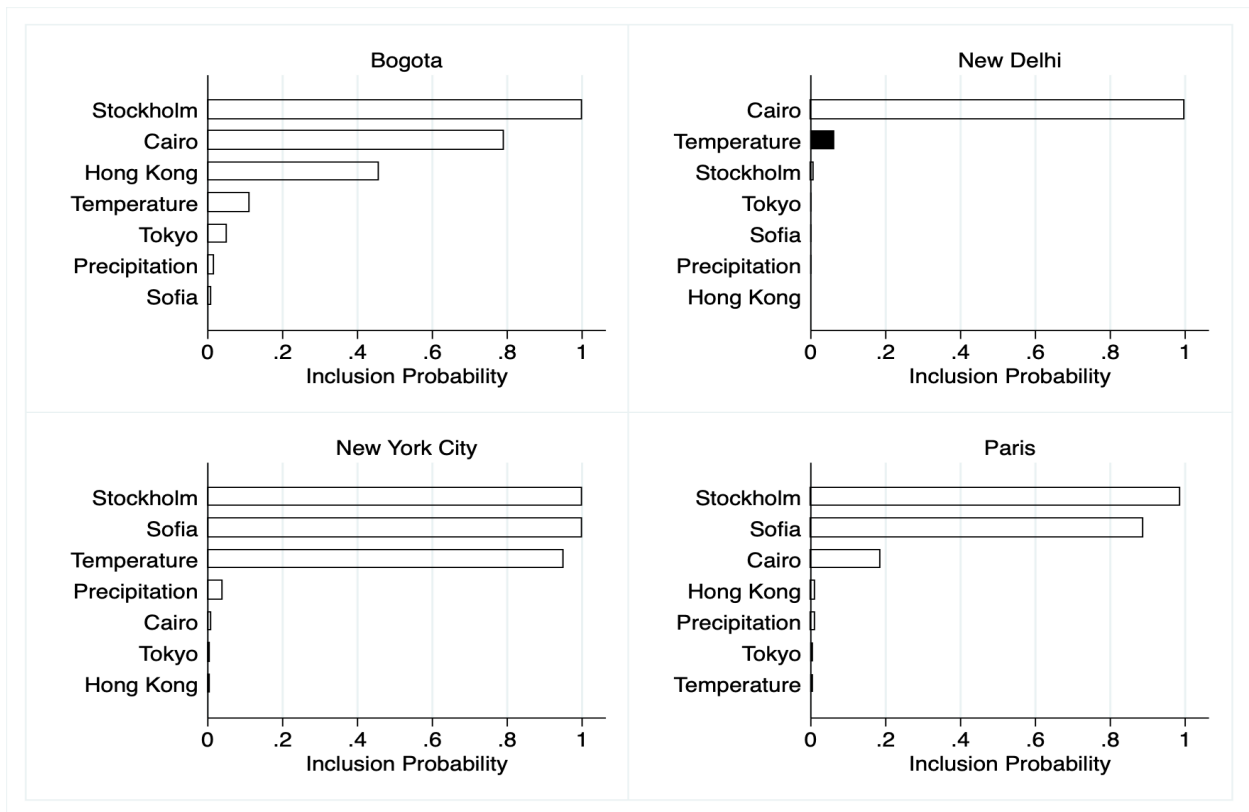 Bogota
Stockholm
Cairo
Hong Kong
Temperature
Tokyo
Precipitation
Sofia
0 .2 .4 .6 .8 1
Inclusion Probability
New Delhi
Cairo
Temperature
Stockholm
Tokyo
Sofia
Precipitation
Hong Kong
0 .2 .4 .6 .8 1
Inclusion Probability
New York City
Stockholm
Sofia
Temperature
Precipitation
Cairo
Tokyo
Hong Kong
0 .2 .4 .6 .8 1
Inclusion Probability
Paris
Stockholm
Sofia
Cairo
Hong Kong
Precipitation
Tokyo
Temperature
0 .2 .4 .6 .8 1
Inclusion Probability